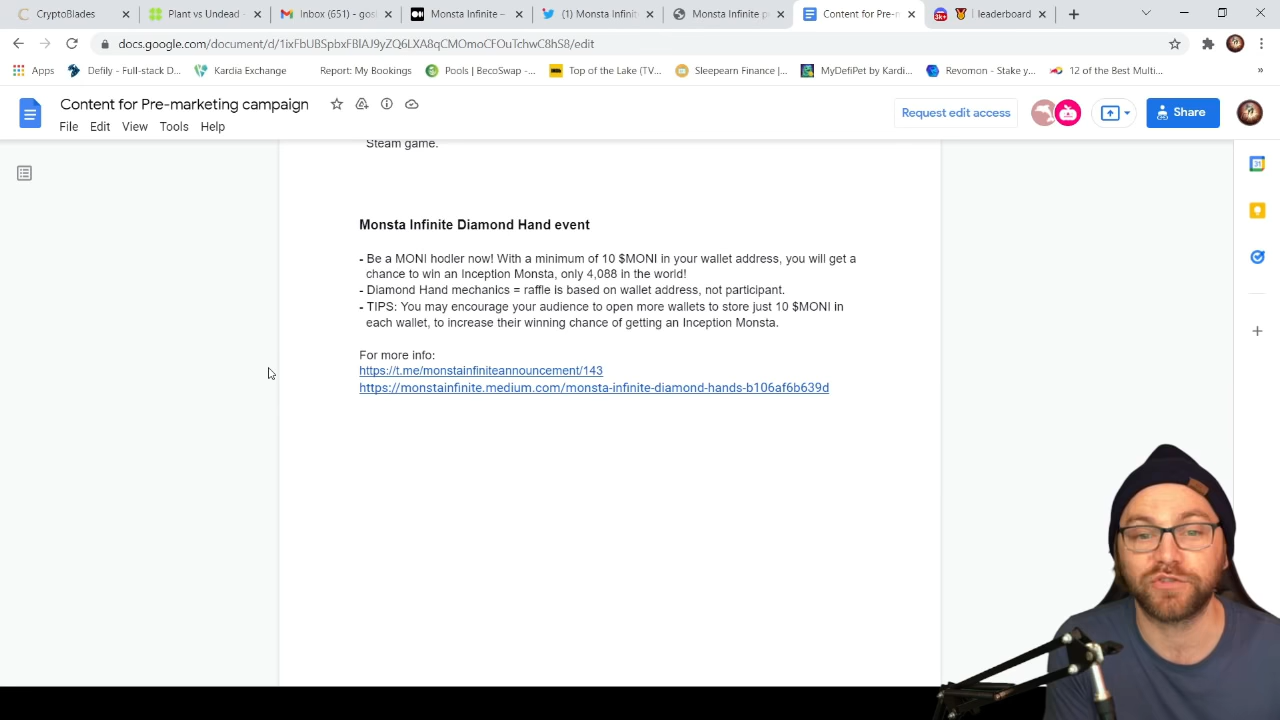 CryptoBlades
Plant vs Undead -
Inbox (651) - gos
Monsta Infinite –
(1) Monsta Infinit
Monsta Infinite p
Content for Pre-m
3k+
leaderboard
docs.google.com/document/d/1ixFbUBSpbxFBlAJ9yZQ6LXA8qCMOmoCFOuTchwC8hS8/edit
Apps
Defily - Full-stack D...
Kardia Exchange
Report: My Bookings
Pools | BecoSwap -...
Top of the Lake (TV...
Sleepearn Finance |...
MyDefiPet by Kardi...
Revomon - Stake y...
12 of the Best Multi...
»
Content for Pre-marketing campaign
File Edit View Tools Help
Request edit access
Share
Steam game.
Monsta Infinite Diamond Hand event
- Be a MONI hodler now! With a minimum of 10 $MONI in your wallet address, you will get a
chance to win an Inception Monsta, only 4,088 in the world!
- Diamond Hand mechanics = raffle is based on wallet address, not participant.
- TIPS: You may encourage your audience to open more wallets to store just 10 $MONI in
each wallet, to increase their winning chance of getting an Inception Monsta.
For more info:
https://t.me/monstainfiniteannouncement/143
https://monstainfinite.medium.com/monsta-infinite-diamond-hands-b106af6b639d
31